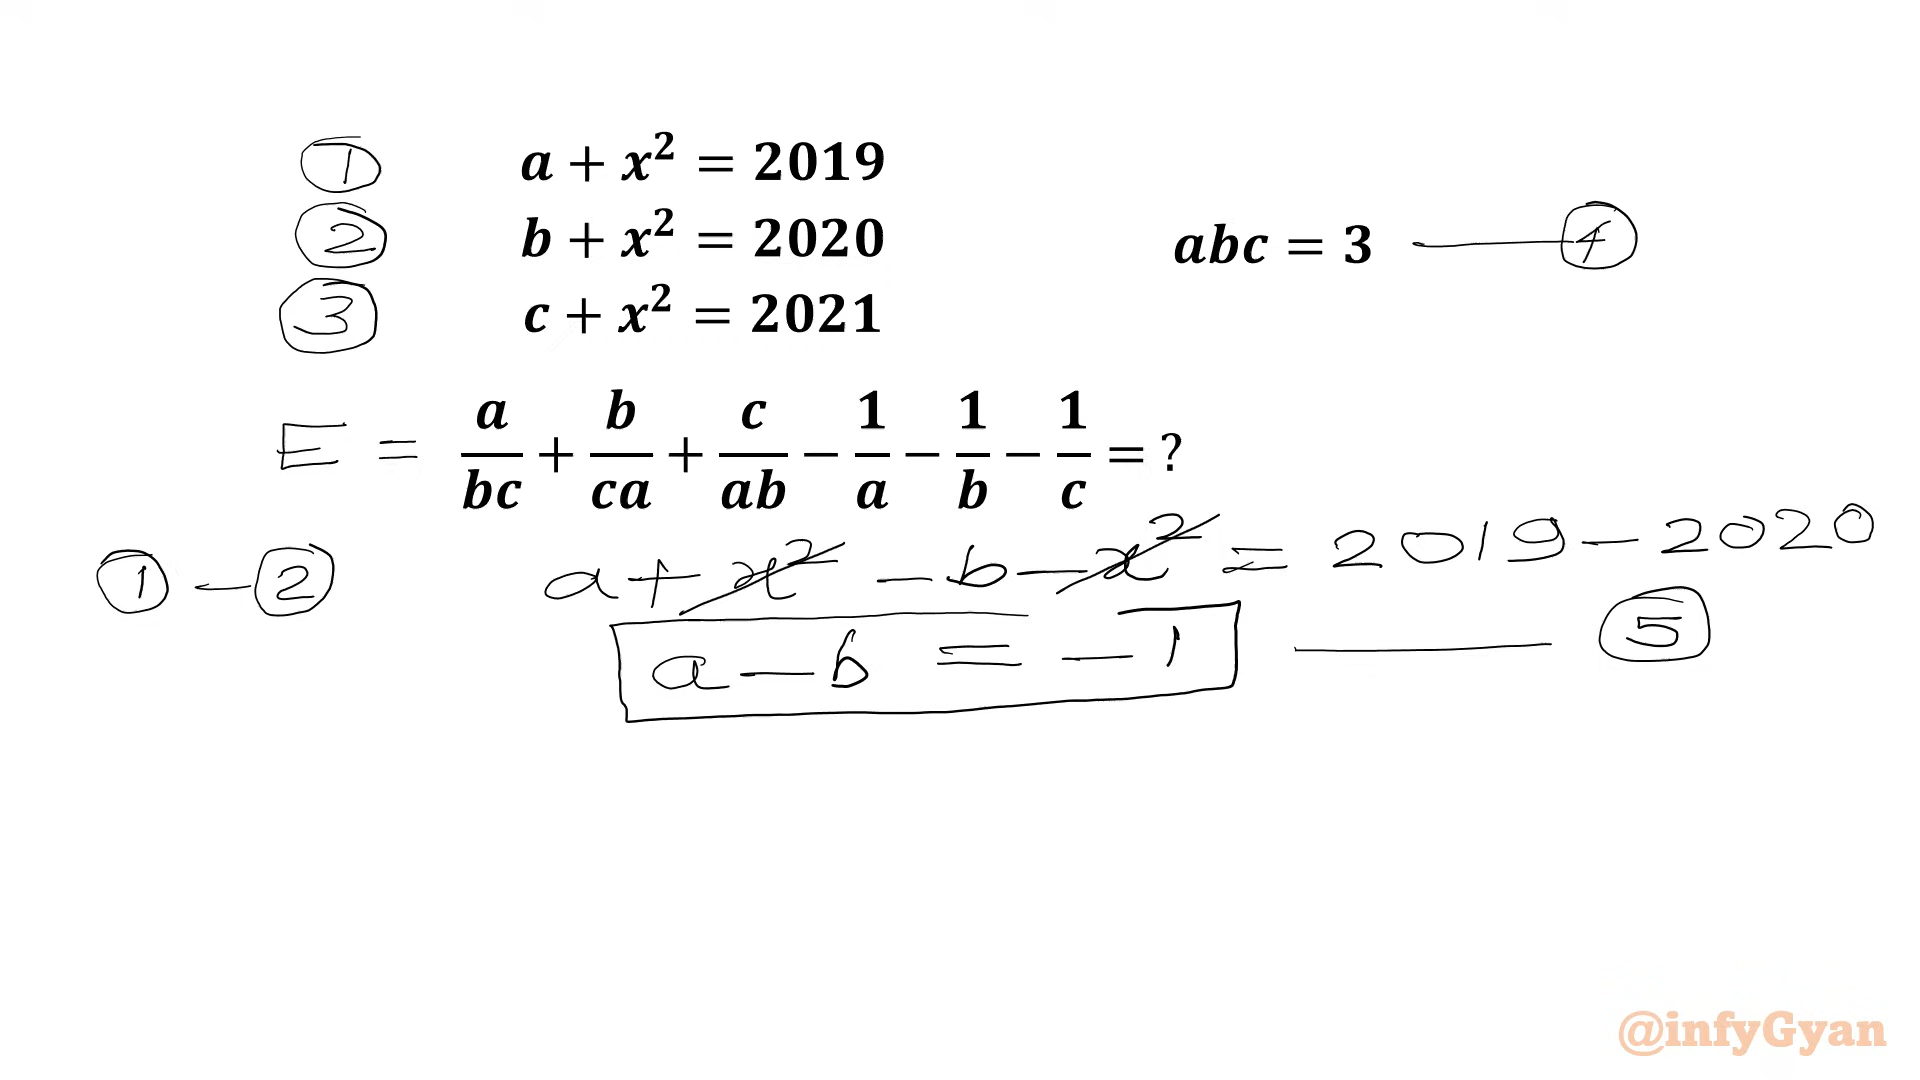 ① a + x² = 2019
② b + x² = 2020 abc = 3 — ④
③ c + x² = 2021
E = a/bc + b/ca + c/ab − 1/a − 1/b − 1/c = ?
① − ② a + x² − b − x² = 2019 − 2020
a − b = − 1 — ⑤
@infyGyan